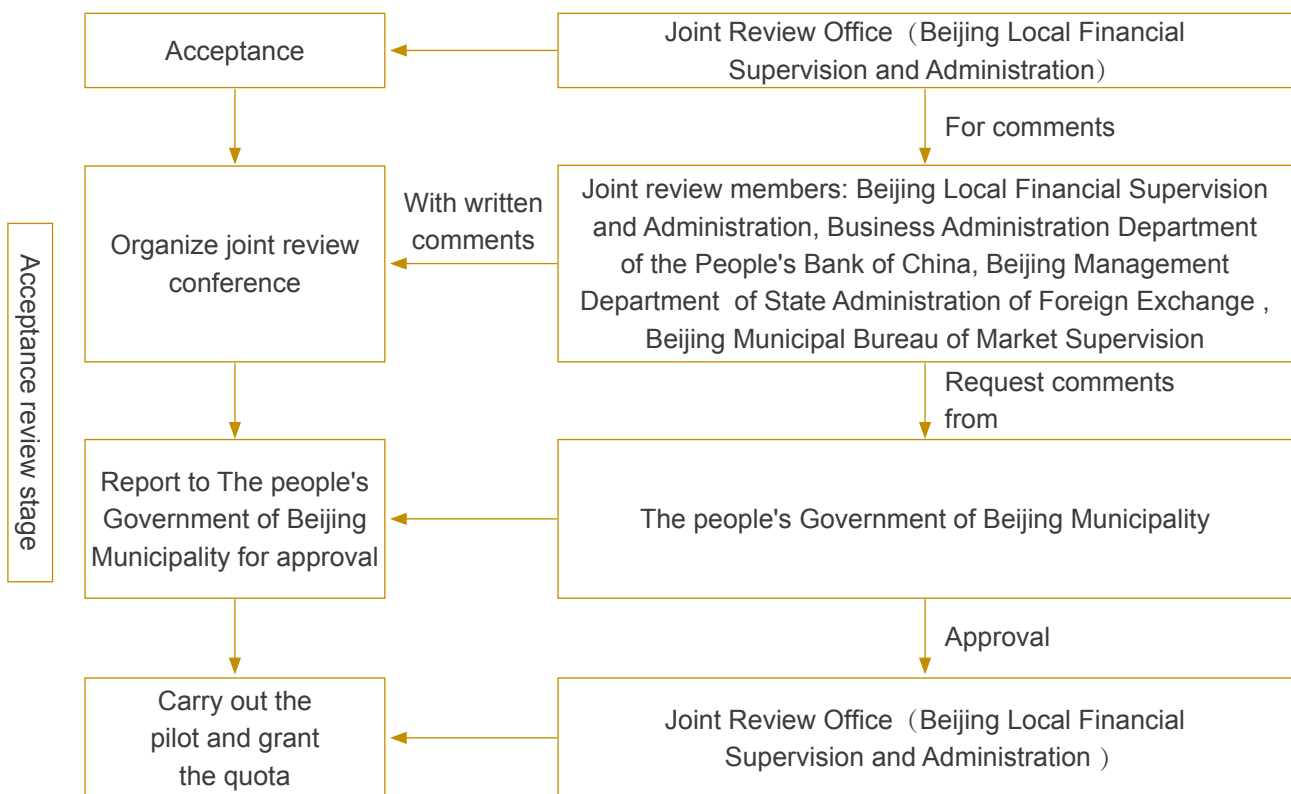 Acceptance
Joint Review Office（Beijing Local Financial
Supervision and Administration）
For comments
Acceptance review stage
Organize joint review
conference
With written
comments
Joint review members: Beijing Local Financial Supervision
and Administration, Business Administration Department
of the People's Bank of China, Beijing Management
Department  of State Administration of Foreign Exchange ,
Beijing Municipal Bureau of Market Supervision
Request comments
from
Report to The people's
Government of Beijing
Municipality for approval
The people's Government of Beijing Municipality
Approval
Carry out the
pilot and grant
the quota
Joint Review Office（Beijing Local Financial
Supervision and Administration ）